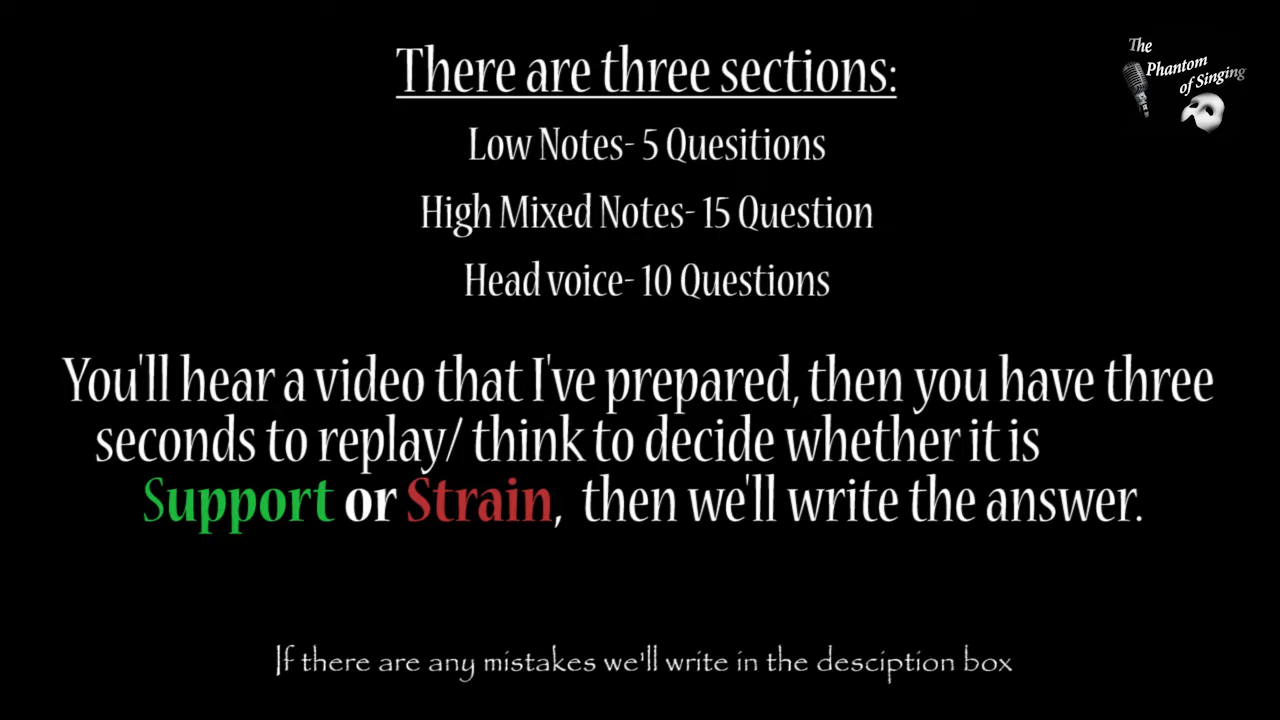 There are three sections:
The
Phantom
of Singing
Low Notes- 5 Quesitions
High Mixed Notes- 15 Question
Head voice- 10 Questions
You'll hear a video that I've prepared, then you have three
seconds to replay/ think to decide whether it is
Support or Strain, then we'll write the answer.
If there are any mistakes we'll write in the desciption box